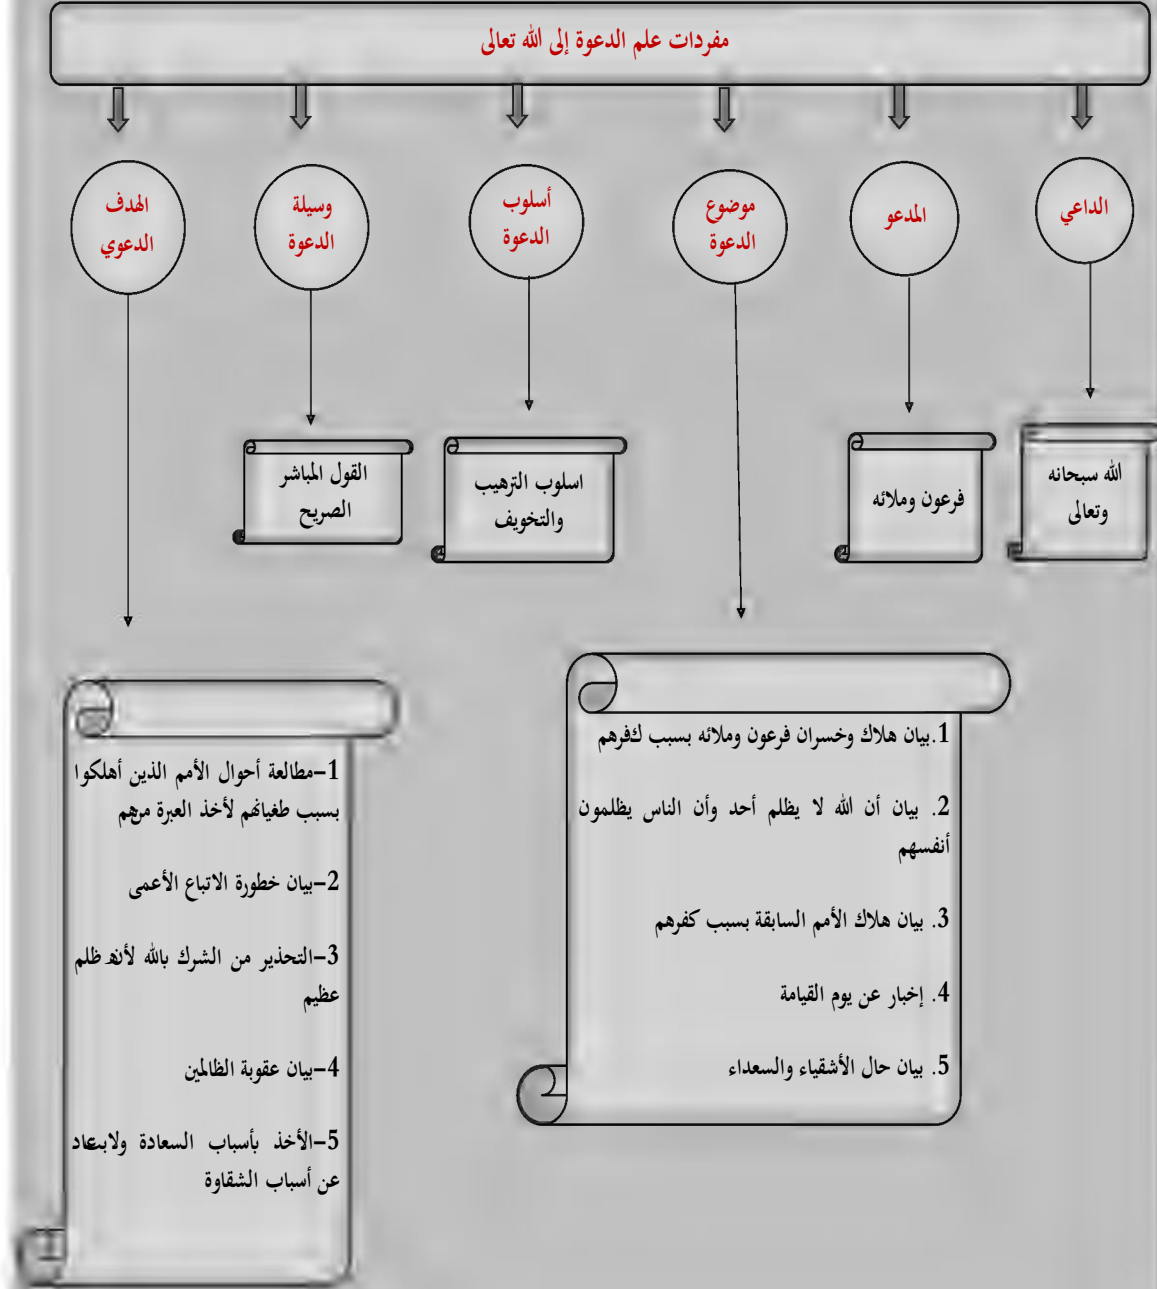 مفردات علم الدعوة إلى الله تعالى
الداعي
المدعو
موضوع
الدعوة
أسلوب
الدعوة
وسيلة
الدعوة
الهدف
الدعوي
الله سبحانه
وتعالى
فرعون وملائه
اسلوب الترهيب
والتخويف
القول المباشر
الصريح
1.بيان هلاك وخسران فرعون وملائه بسبب كفرهم
2. بيان أن الله لا يظلم أحد وأن الناس يظلمون
أنفسهم
3. بيان هلاك الأمم السابقة بسبب كفرهم
4. إخبار عن يوم القيامة
5. بيان حال الأشقياء والسعداء
1–مطالعة أحوال الأمم الذين أهلكوا
بسبب طغيانهم لأخذ العبرة منهم
2–بيان خطورة الاتباع الأعمى
3–التحذير من الشرك بالله لأنه ظلم
عظيم
4–بيان عقوبة الظالمين
5–الأخذ بأسباب السعادة ولابتعاد
عن أسباب الشقاوة